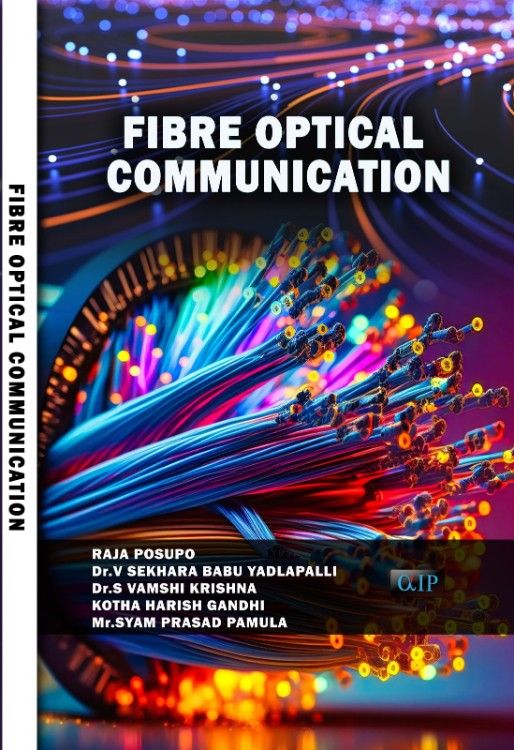 FIBRE OPTICAL
COMMUNICATION
FIBRE OPTICAL COMMUNICATION
RAJA POSUPO
Dr.V SEKHARA BABU YADLAPALLI
Dr.S VAMSHI KRISHNA
KOTHA HARISH GANDHI
Mr.SYAM PRASAD PAMULA
αIP